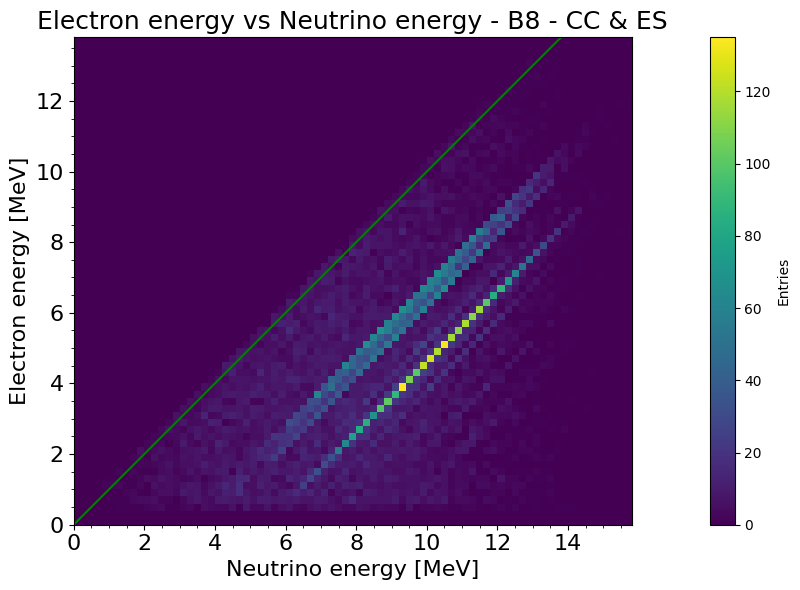 Electron energy vs Neutrino energy - B8 - CC & ES
Electron energy [MeV]
12
10
8
6
4
2
0
0 2 4 6 8 10 12 14
Neutrino energy [MeV]
120
100
80
60
40
20
0
Entries